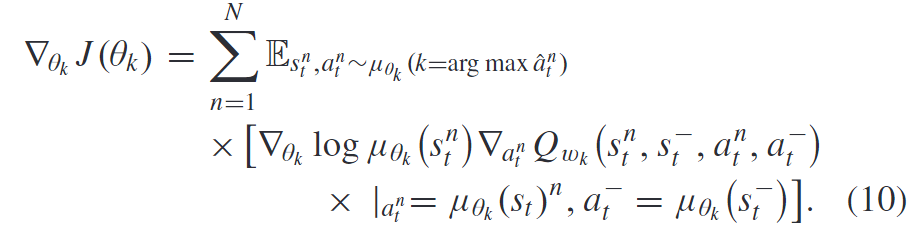 ∇_{θ_k} J(θ_k) = \sum_{n=1}^{N} 𝔼_{s_t^n, a_t^n ∼ μ_{θ_k} (k=arg max â_t^n)}
× [∇_{θ_k} log μ_{θ_k}(s_t^n) ∇_{a_t^n} Q_{w_k}(s_t^n, s_t^−, a_t^n, a_t^−)
× |_{a_t^n} = μ_{θ_k}(s_t)^n, a_t^− = μ_{θ_k}(s_t^−)]. (10)